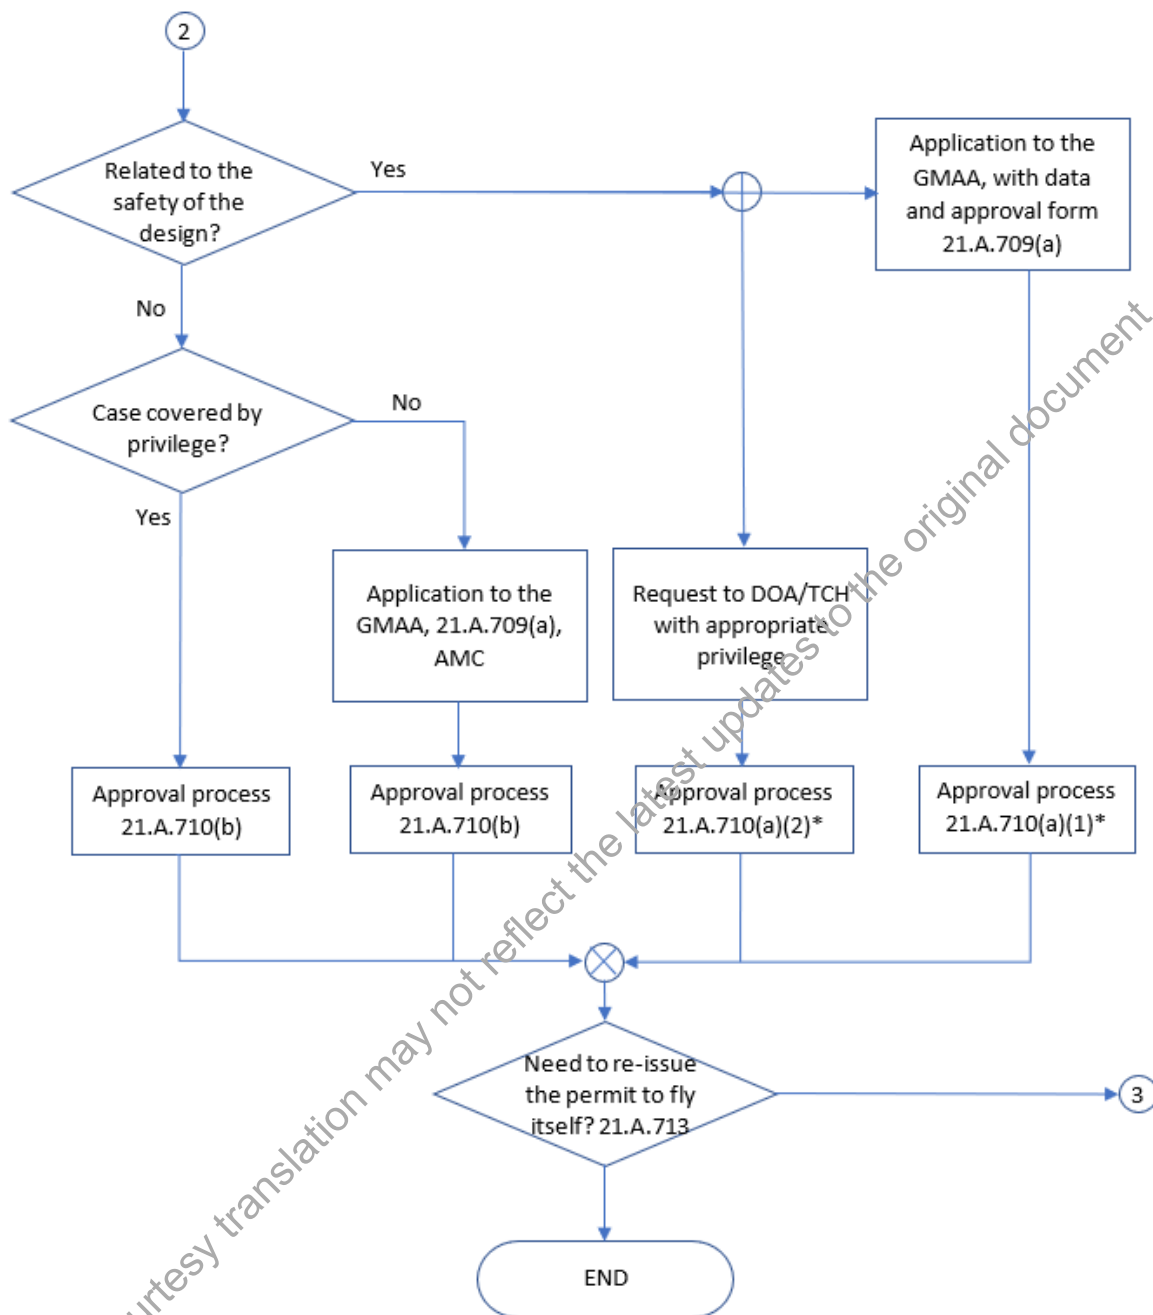 2
Related to the
safety of the
design?
Yes
Application to the
GMAA, with data
and approval form
21.A.709(a)
No
Case covered by
privilege?
No
Yes
Application to the
GMAA, 21.A.709(a),
AMC
Request to DOA/TCH
with appropriate
privilege
Approval process
21.A.710(b)
Approval process
21.A.710(b)
Approval process
21.A.710(a)(2)*
Approval process
21.A.710(a)(1)*
Need to re-issue
the permit to fly
itself? 21.A.713
3
END
urtesy translation may not reflect the latest updates to the original document